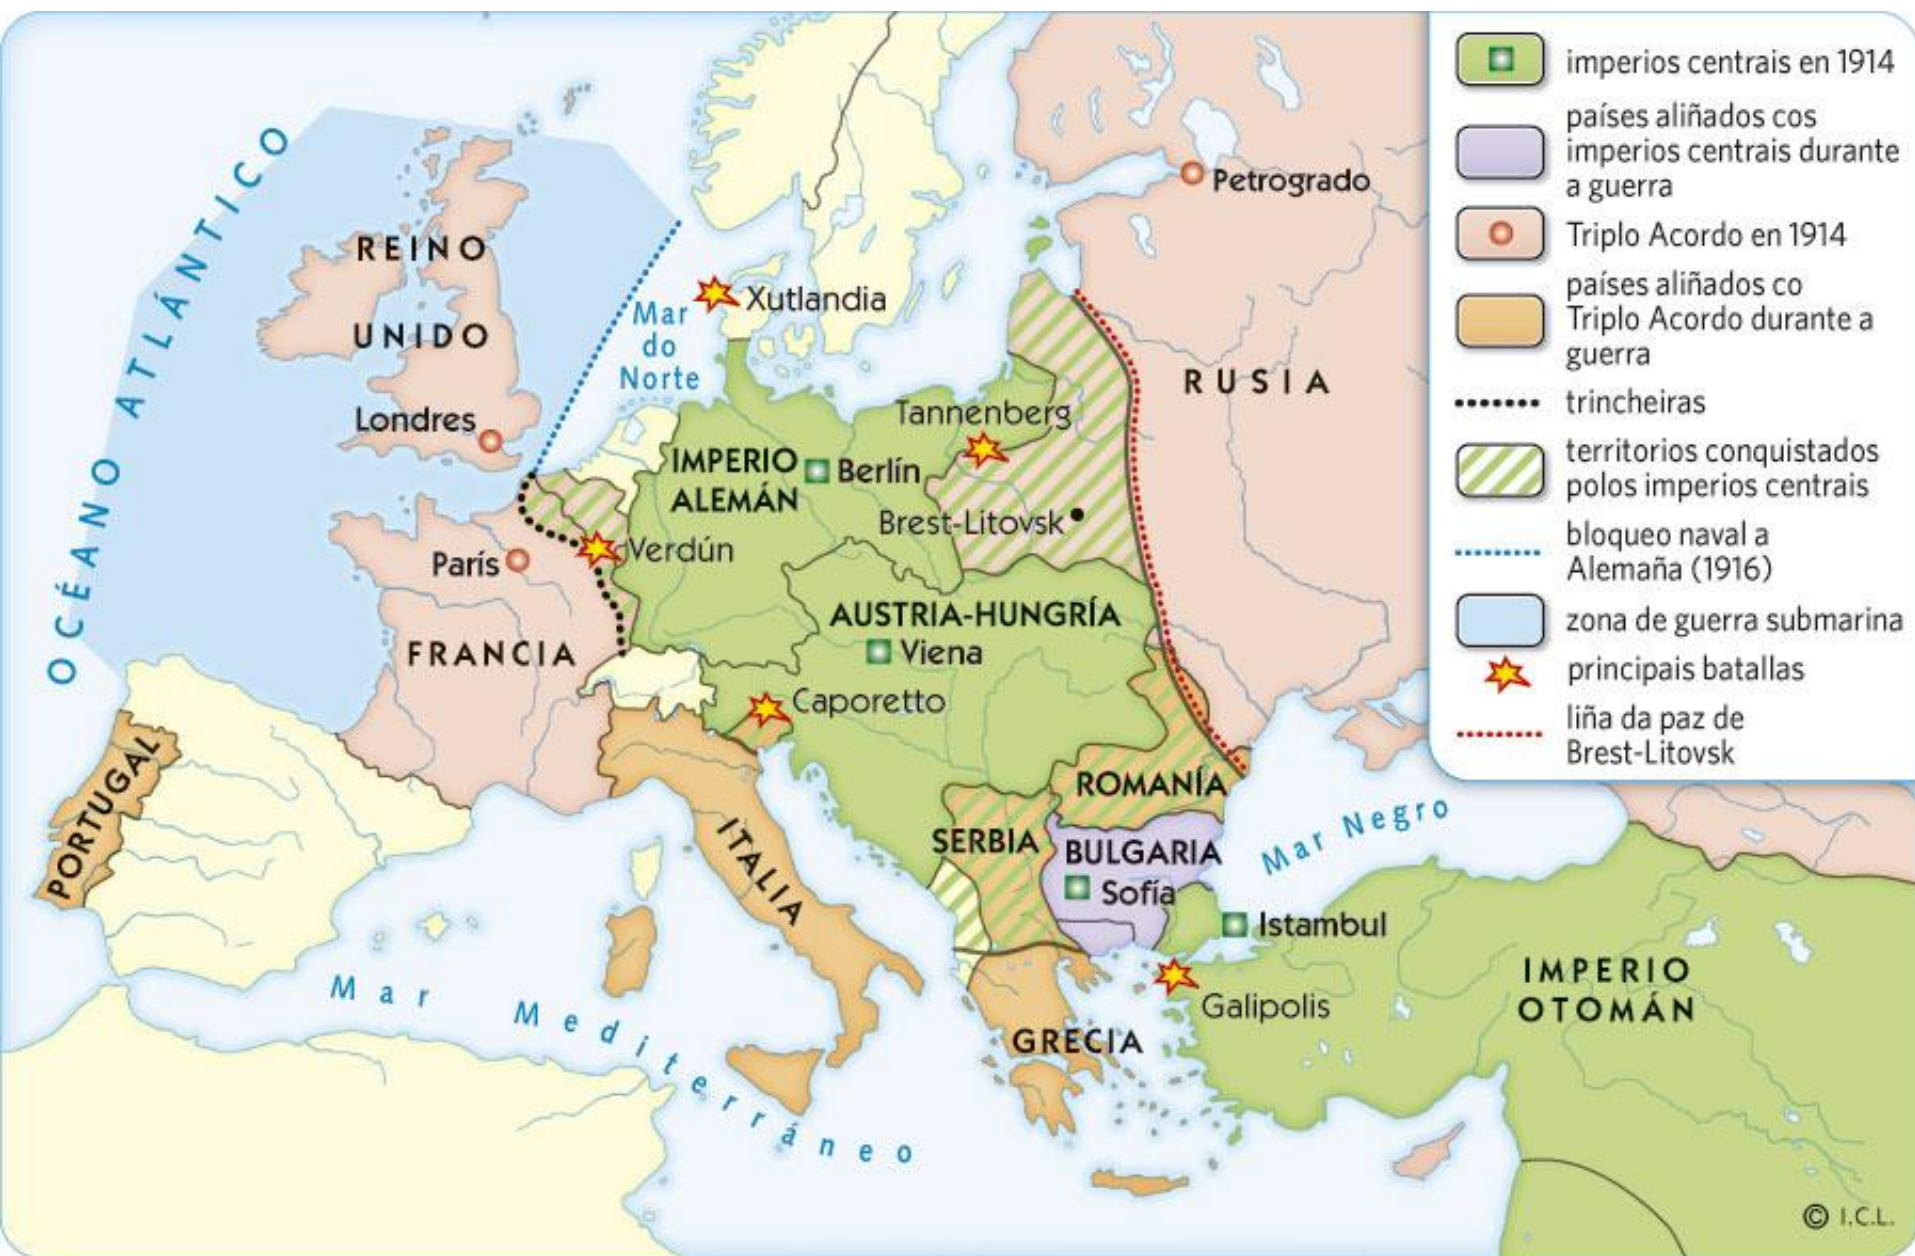 imperios centrais en 1914
países aliñados cos
imperios centrais durante
a guerra
Triplo Acordo en 1914
países aliñados co
Triplo Acordo durante a
guerra
trincheiras
territorios conquistados
polos imperios centrais
bloqueo naval a
Alemaña (1916)
zona de guerra submarina
principais batallas
liña da paz de
Brest-Litovsk
OCÉANO ATLÁNTICO
REINO
UNIDO
Londres
Mar
do
Norte
Xutlandia
Petrogrado
RUSIA
Tannenberg
IMPERIO
ALEMÁN
Berlín
Brest-Litovsk
Verdún
París
FRANCIA
AUSTRIA-HUNGRÍA
Viena
Caporetto
PORTUGAL
ITALIA
ROMANÍA
SERBIA
BULGARIA
Sofía
Mar Negro
Istambul
Galipolis
GRECIA
IMPERIO
OTOMÁN
Mar Mediterráneo
© I.C.L.